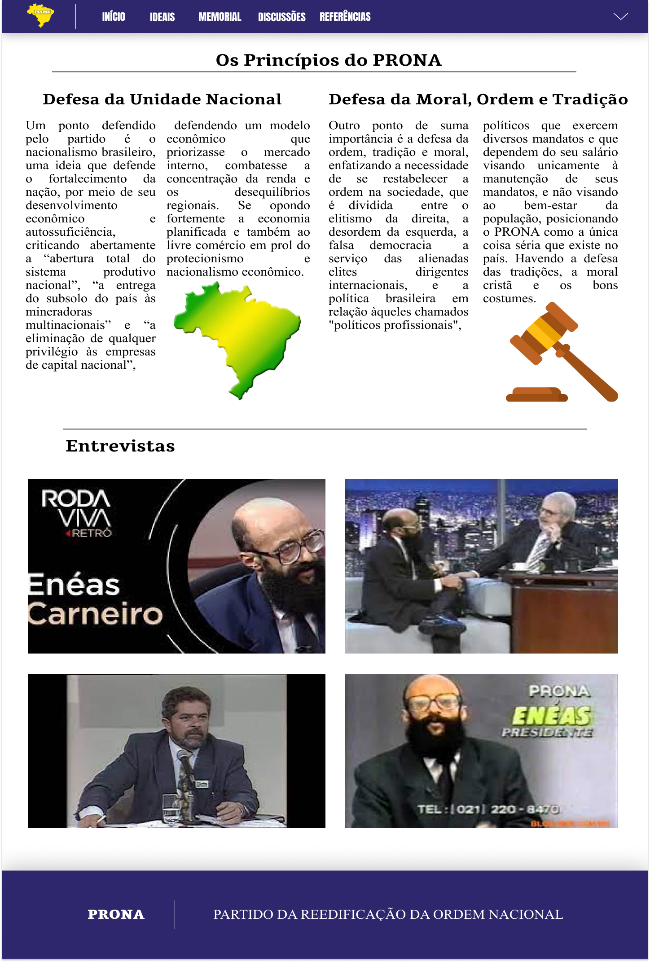 INÍCIO IDEAIS MEMORIAL DISCUSSÕES REFERÊNCIAS
Os Princípios do PRONA
Defesa da Unidade Nacional
Um ponto defendido
pelo partido é o
nacionalismo brasileiro,
uma ideia que defende
o fortalecimento da
nação, por meio de seu
desenvolvimento
econômico e
autossuficiência,
criticando abertamente
a “abertura total do
sistema produtivo
nacional”, “a entrega
do subsolo do país às
mineradoras
multinacionais” e “a
eliminação de qualquer
privilégio às empresas
de capital nacional”,
defendendo um modelo
econômico que
priorizasse o mercado
interno, combatesse a
concentração da renda e
os desequilíbrios
regionais. Se opondo
fortemente a economia
planificada e também ao
livre comércio em prol do
protecionismo e
nacionalismo econômico.
Defesa da Moral, Ordem e Tradição
Outro ponto de suma
importância é a defesa da
ordem, tradição e moral,
enfatizando a necessidade
de se restabelecer a
ordem na sociedade, que
é dividida entre o
elitismo da direita, a
desordem da esquerda, a
falsa democracia a
serviço das alienadas
elites dirigentes
internacionais, e a
política brasileira em
relação àqueles chamados
"políticos profissionais",
políticos que exercem
diversos mandatos e que
dependem do seu salário
visando unicamente à
manutenção de seus
mandatos, e não visando
ao bem-estar da
população, posicionando
o PRONA como a única
coisa séria que existe no
país. Havendo a defesa
das tradições, a moral
cristã e os bons
costumes.
Entrevistas
RODA
VIVA
RETRÔ
Enéas
Carneiro
PRONA
ENÉAS
PRESIDENTE
TEL: (021) 220-8470
PRONA
PARTIDO DA REEDIFICAÇÃO DA ORDEM NACIONAL